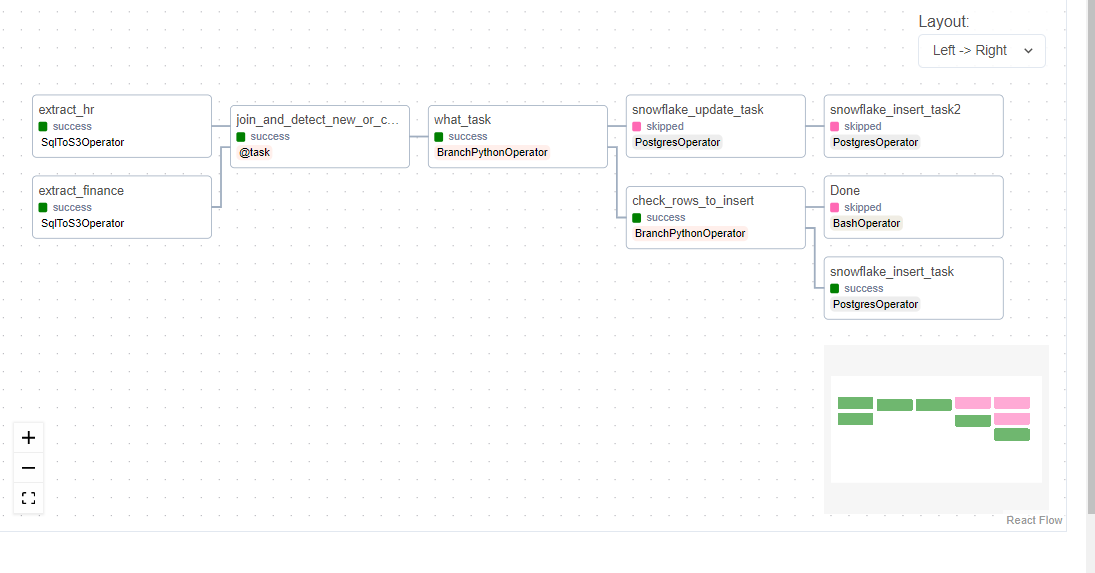 Layout:
Left -> Right
extract_hr
success
SqlToS3Operator
extract_finance
success
SqlToS3Operator
join_and_detect_new_or_c...
success
@task
what_task
success
BranchPythonOperator
snowflake_update_task
skipped
PostgresOperator
check_rows_to_insert
success
BranchPythonOperator
snowflake_insert_task2
skipped
PostgresOperator
Done
skipped
BashOperator
snowflake_insert_task
success
PostgresOperator
React Flow